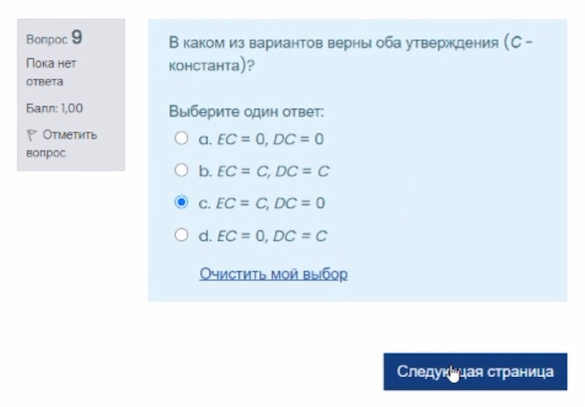 Вопрос 9
Пока нет
ответа
Балл: 1,00
Отметить
вопрос
В каком из вариантов верны оба утверждения (C -
константа)?
Выберите один ответ:
a. EC = 0, DC = 0
b. EC = C, DC = C
c. EC = C, DC = 0
d. EC = 0, DC = C
Очистить мой выбор
Следующая страница